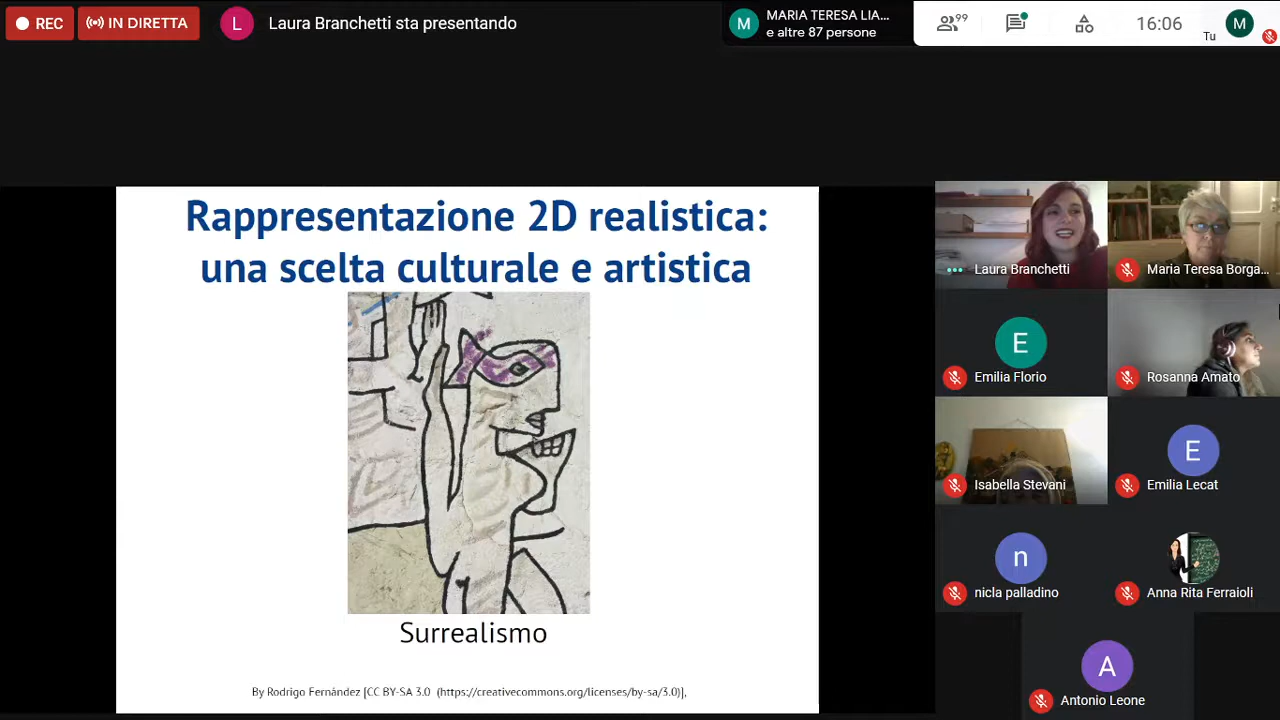 REC
IN DIRETTA
L
Laura Branchetti sta presentando
M
MARIA TERESA LIA...
e altre 87 persone
99
16:06
Tu
M
Rappresentazione 2D realistica:
una scelta culturale e artistica
Surrealismo
By Rodrigo Fernández [CC BY-SA 3.0 (https://creativecommons.org/licenses/by-sa/3.0)],
Laura Branchetti
Maria Teresa Borga...
E
Emilia Florio
Rosanna Amato
Isabella Stevani
E
Emilia Lecat
n
nicla palladino
Anna Rita Ferraioli
A
Antonio Leone